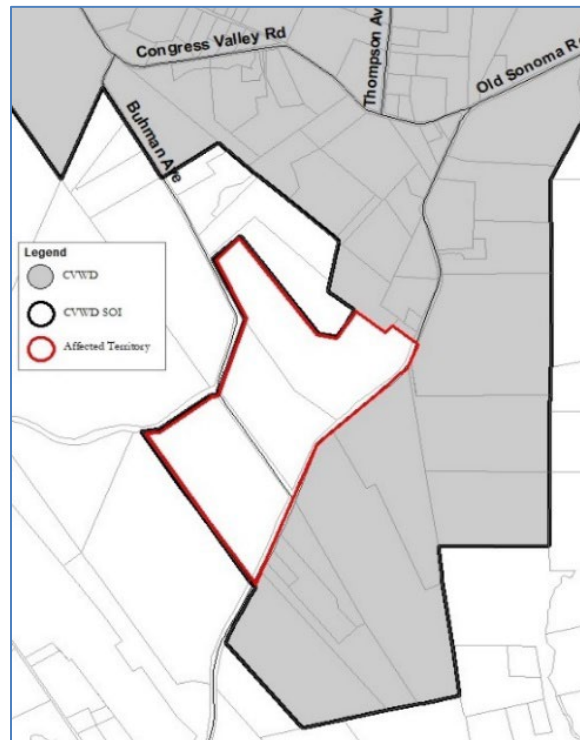 Congress Valley Rd
Thompson Av
Old Sonoma Rd
Buhman Ave
Legend
CVWD
CVWD SOI
Affected Territory